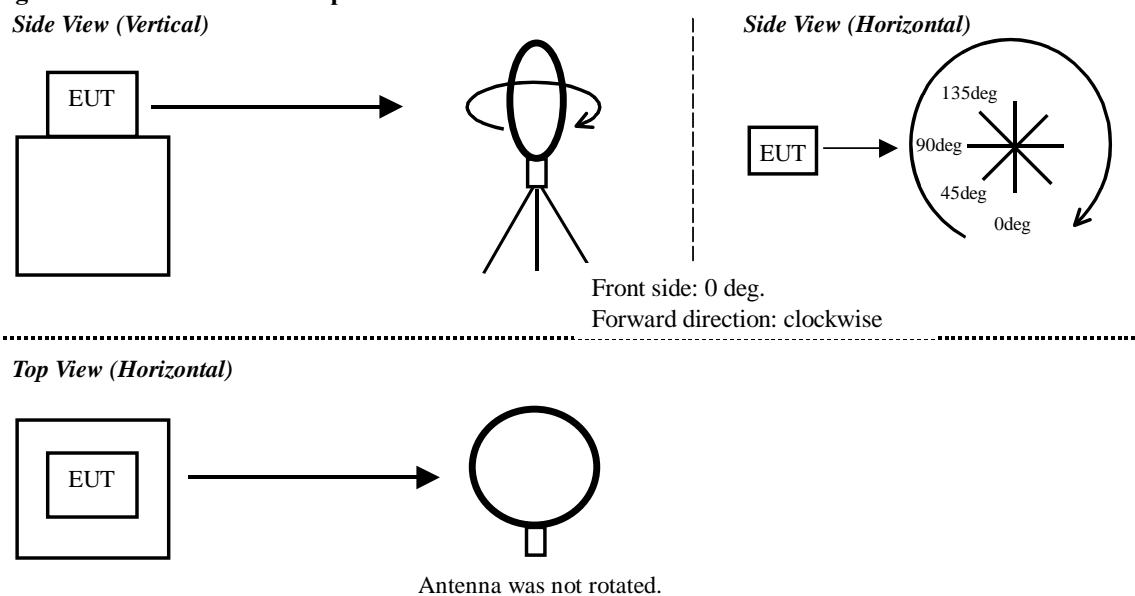 Side View (Vertical)
Side View (Horizontal)
EUT
135deg
EUT
90deg
45deg
0deg
Front side: 0 deg.
Forward direction: clockwise
Top View (Horizontal)
EUT
Antenna was not rotated.